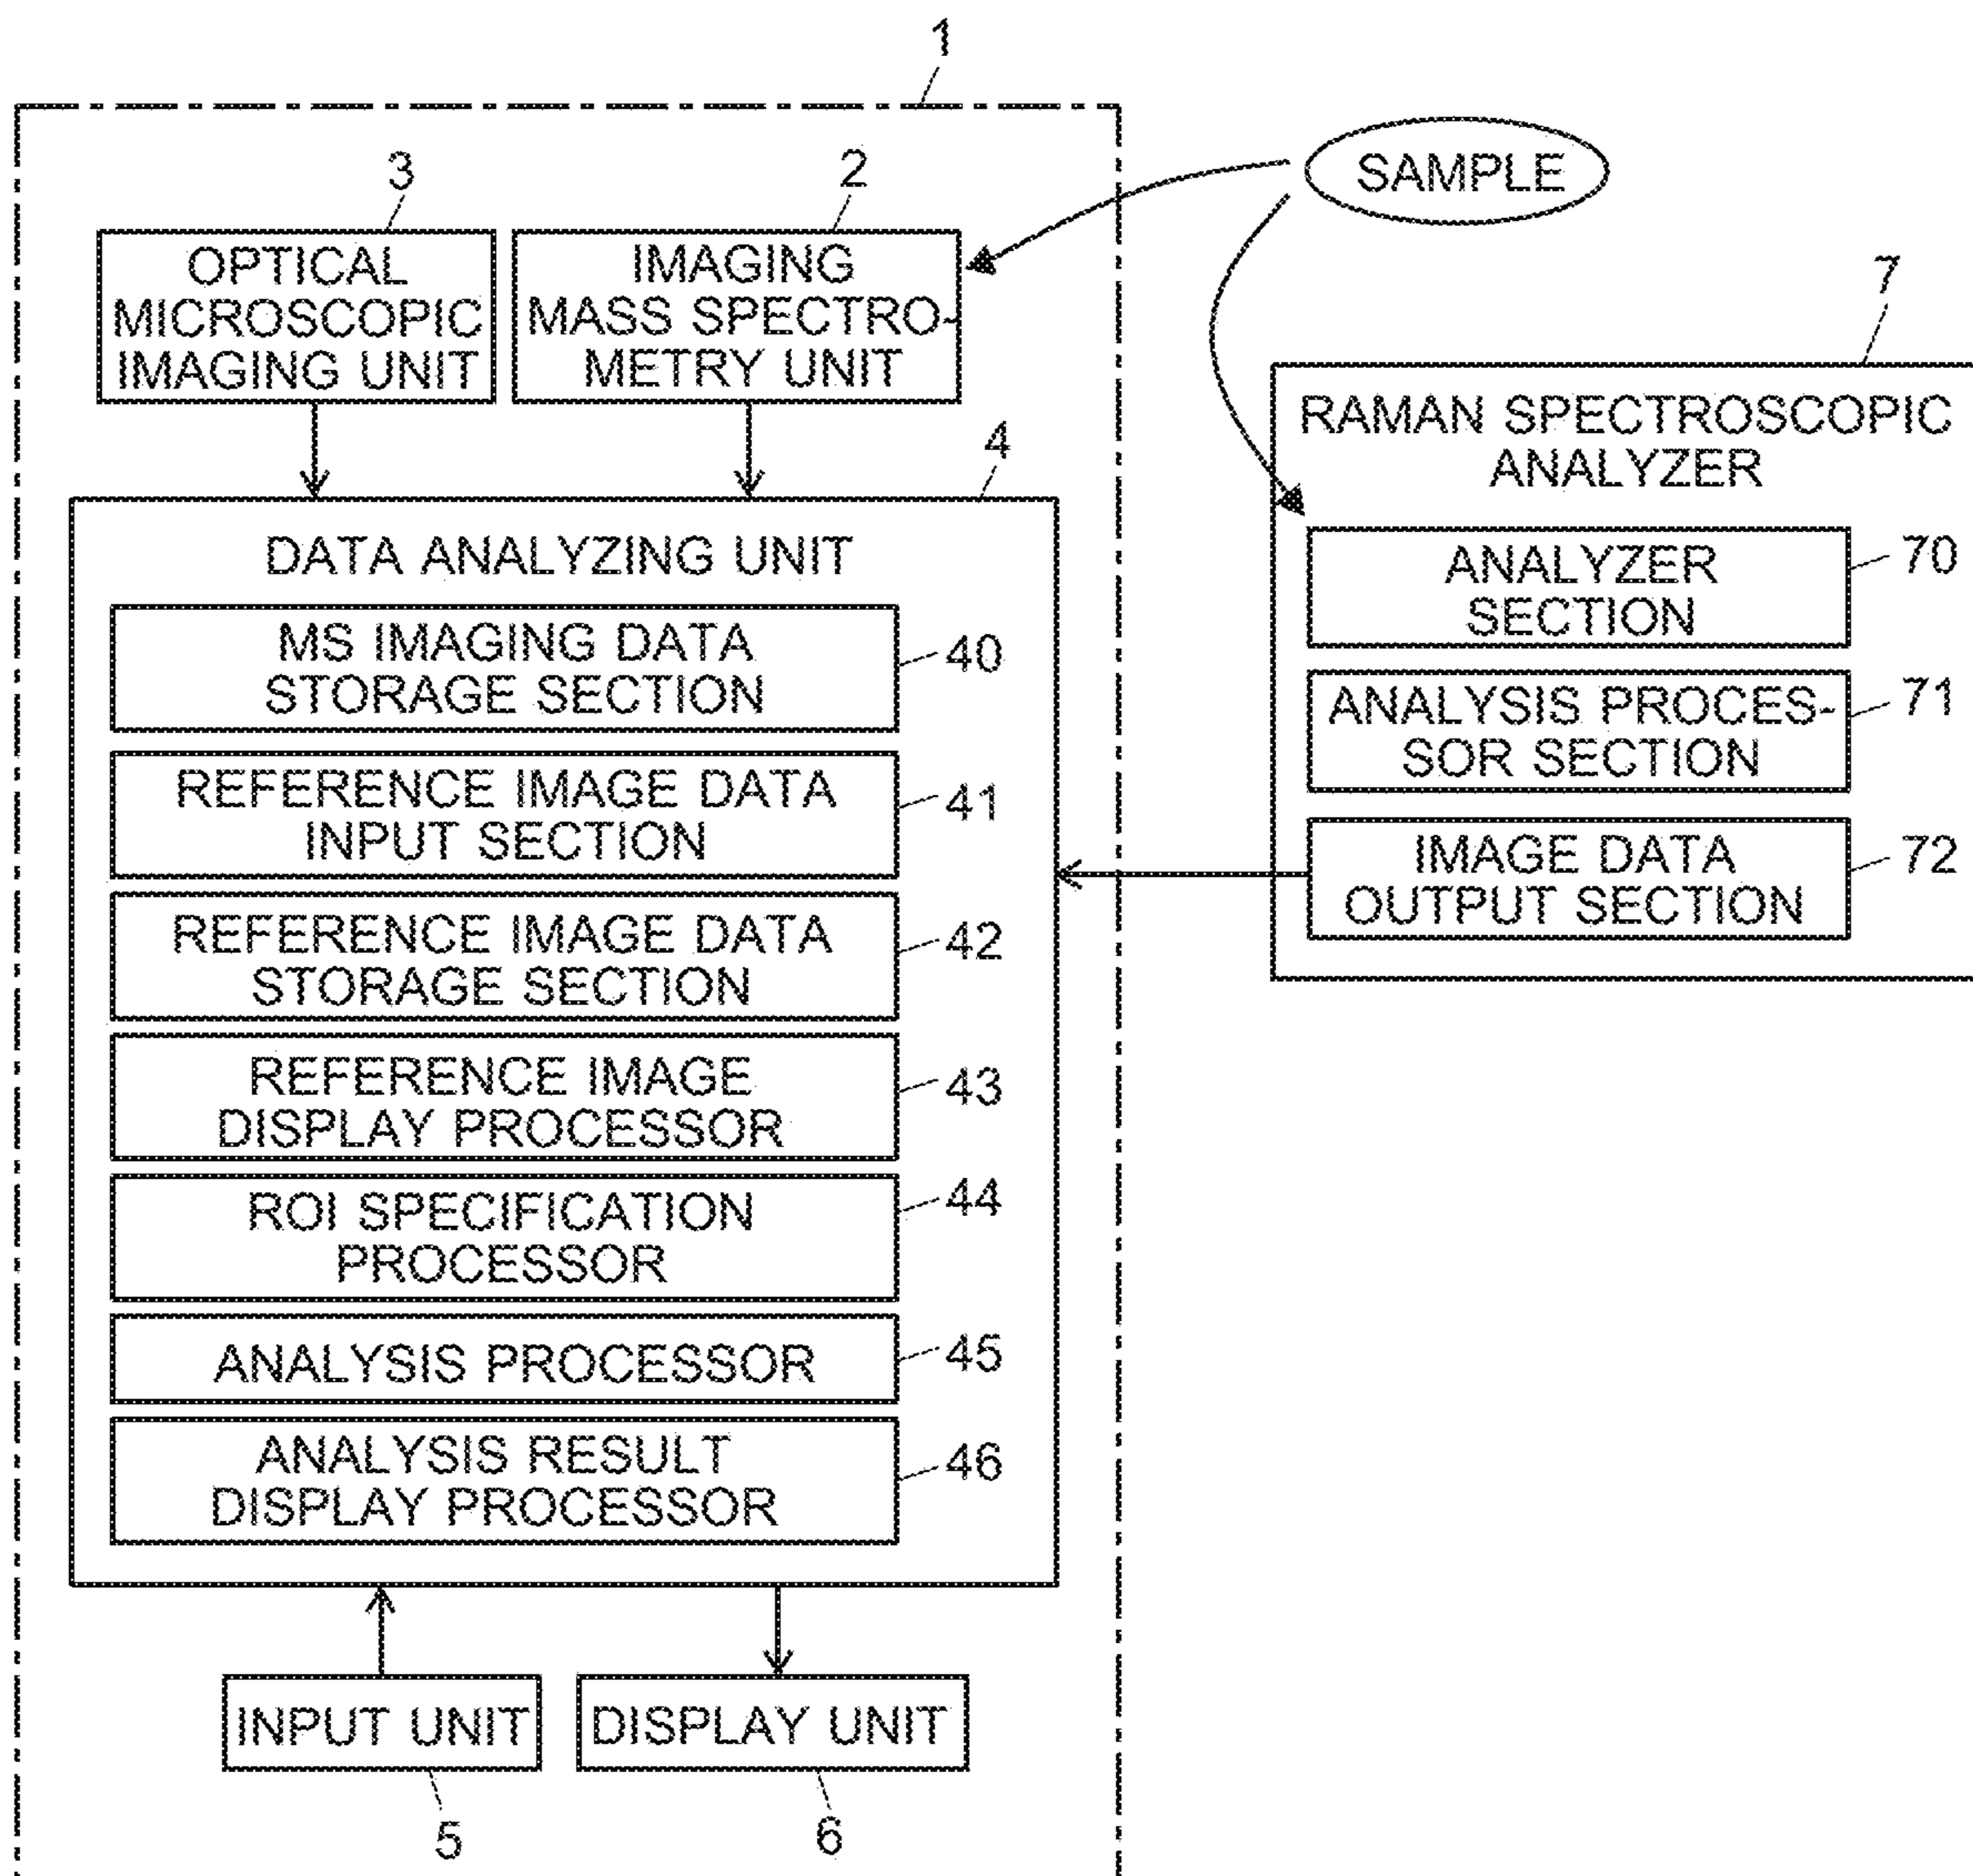 1
3
2
SAMPLE
OPTICAL
MICROSCOPIC
IMAGING UNIT
IMAGING
MASS SPECTRO-
METRY UNIT
7
RAMAN SPECTROSCOPIC
ANALYZER
4
DATA ANALYZING UNIT
ANALYZER
SECTION
70
MS IMAGING DATA
STORAGE SECTION
40
ANALYSIS PROCES-
SOR SECTION
71
REFERENCE IMAGE DATA
INPUT SECTION
41
IMAGE DATA
OUTPUT SECTION
72
REFERENCE IMAGE DATA
STORAGE SECTION
42
REFERENCE IMAGE
DISPLAY PROCESSOR
43
ROI SPECIFICATION
PROCESSOR
44
ANALYSIS PROCESSOR
45
ANALYSIS RESULT
DISPLAY PROCESSOR
46
INPUT UNIT
DISPLAY UNIT
5
6